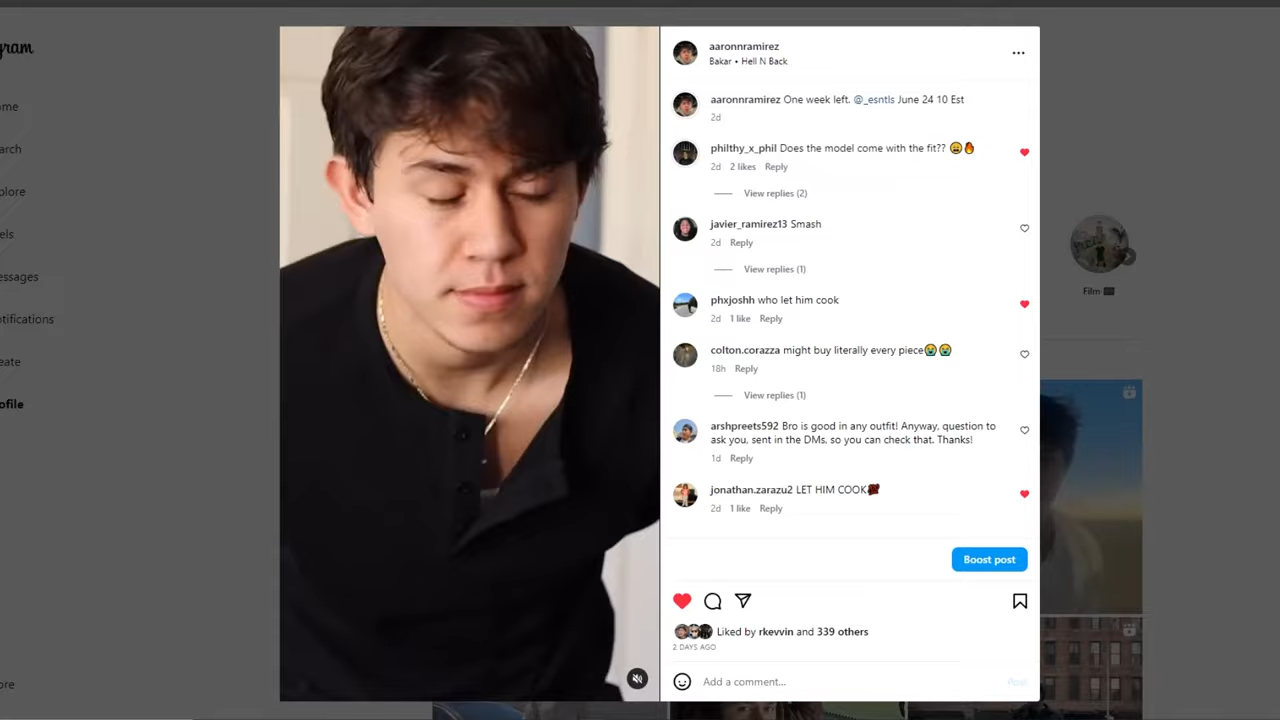 gram
ome
arch
plore
els
essages
otifications
eate
ofile
ore
aaronnramirez
Bakar • Hell N Back
aaronnramirez One week left. @_esntls June 24 10 Est
2d
philthy_x_phil Does the model come with the fit?? 😩🔥
2d 2 likes Reply
View replies (2)
javier_ramirez13 Smash
2d Reply
View replies (1)
phxjoshh who let him cook
2d 1 like Reply
colton.corazza might buy literally every piece😭😭
18h Reply
View replies (1)
arshpreets592 Bro is good in any outfit! Anyway, question to
ask you, sent in the DMs, so you can check that. Thanks!
1d Reply
jonathan.zarazu2 LET HIM COOK
2d 1 like Reply
Boost post
Liked by rkevvin and 339 others
2 DAYS AGO
Add a comment...
Post
Film